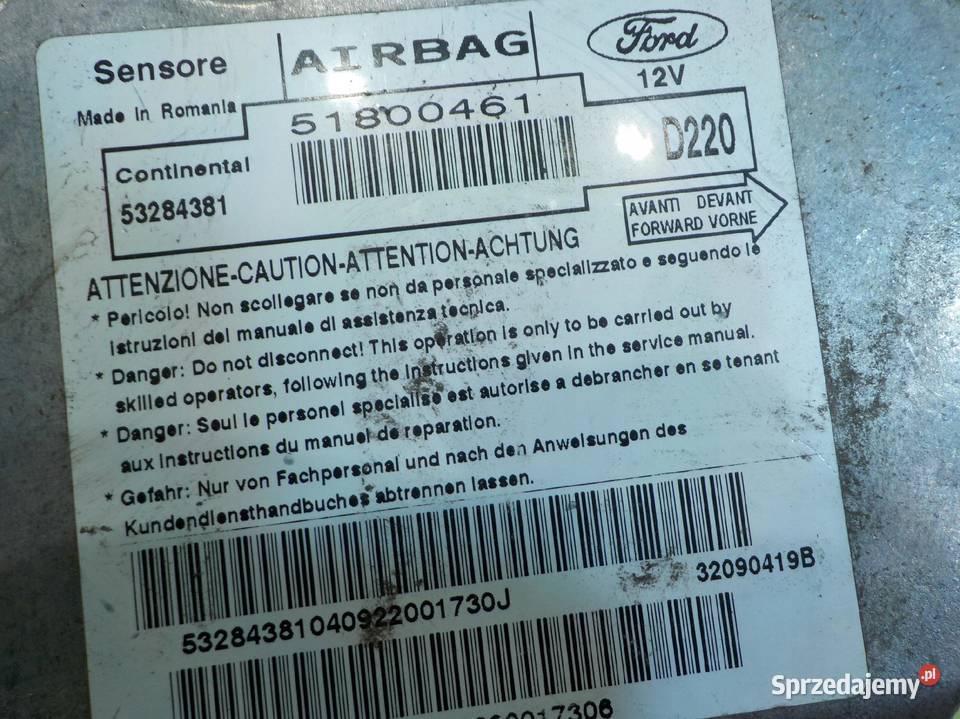 Sensore AIRBAG Ford
12V
Made In Romania
51800461
D220
Continental
53284381
AVANTI DEVANT
FORWARD VORNE
ATTENZIONE-CAUTION-ATTENTION-ACHTUNG
* Pericolo! Non scollegare se non da personale specializzato e seguendo le
istruzioni del manuale di assistenza tecnica.
* Danger: Do not disconnect! This operation is only to be carried out by
skilled operators, following the instructions given in the service manual.
* Danger: Seul le personel specialise est autorise a debrancher en se tenant
aux instructions du manuel de reparation.
* Gefahr: Nur von Fachpersonal und nach den Anweisungen des
Kundendiensthandbuches abtrennen lassen.
32090419B
53284381040922001730J
Sprzedajemy.pl